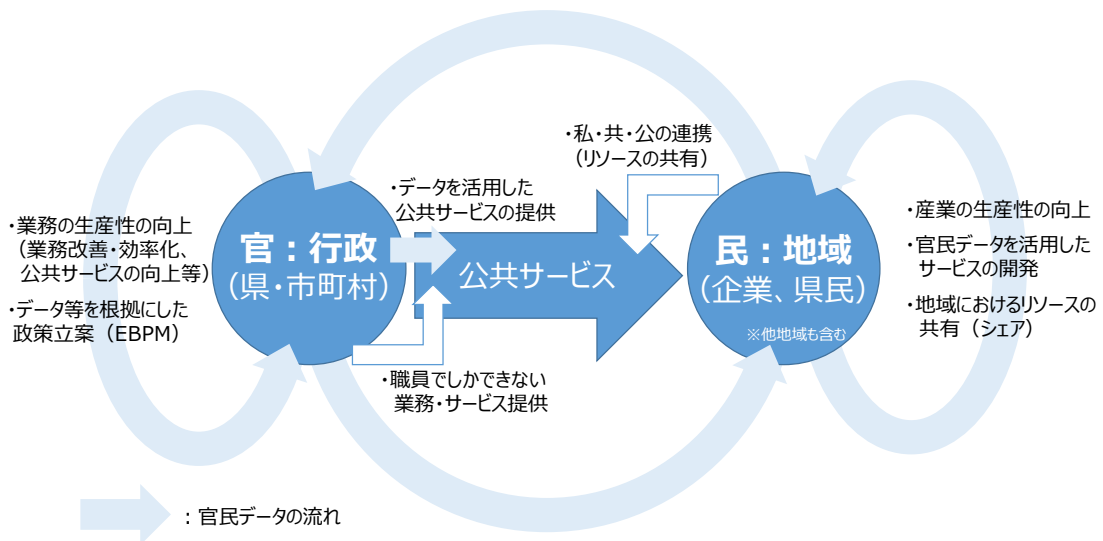 ・私・共・公の連携
(リソースの共有)
・データを活用した
公共サービスの提供
・業務の生産性の向上
(業務改善・効率化、
公共サービスの向上等)
・データ等を根拠にした
政策立案(EBPM)
官:行政
(県・市町村)
公共サービス
民:地域
(企業、県民)
※他地域も含む
・産業の生産性の向上
・官民データを活用した
サービスの開発
・地域におけるリソースの
共有(シェア)
・職員でしかできない
業務・サービス提供
:官民データの流れ